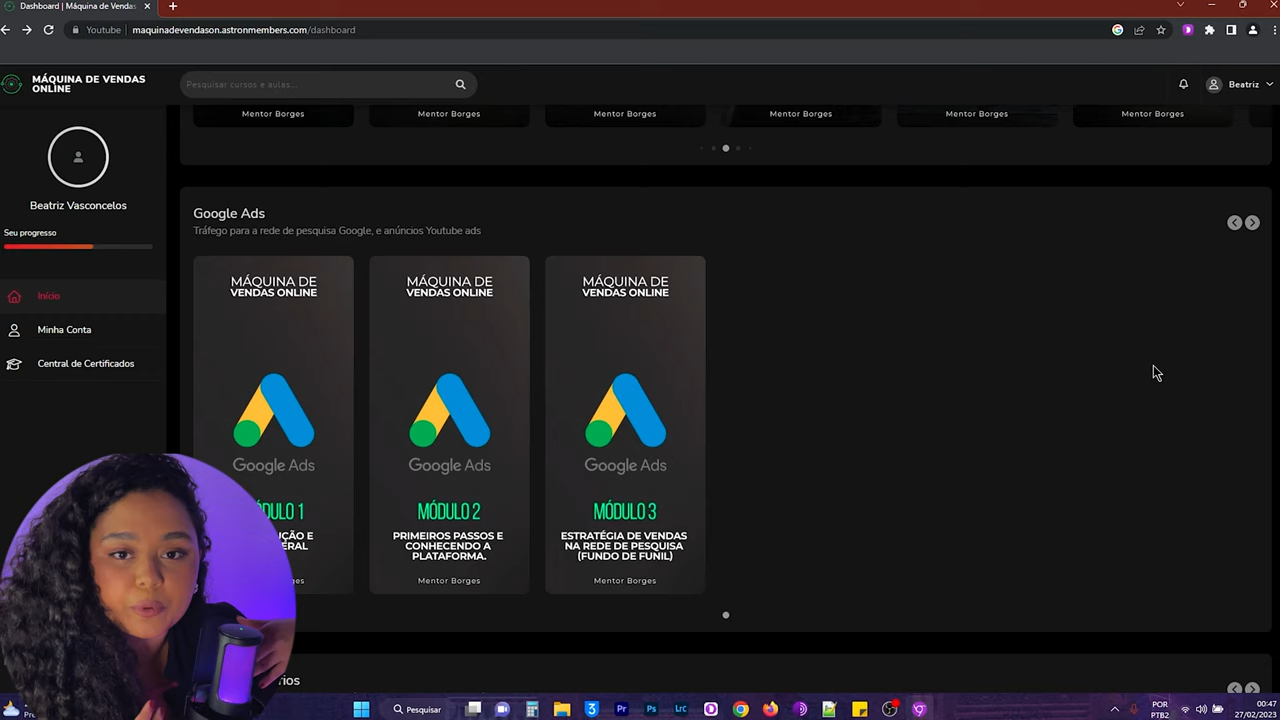 Dashboard | Máquina de Vendas
Youtube
maquinadevendason.astronmembers.com/dashboard
MÁQUINA DE VENDAS
ONLINE
Pesquisar cursos e aulas...
Beatriz
Beatriz Vasconcelos
Seu progresso
Início
Minha Conta
Central de Certificados
Mentor Borges
Mentor Borges
Mentor Borges
Mentor Borges
Mentor Borges
Mentor Borges
Google Ads
Tráfego para a rede de pesquisa Google, e anúncios Youtube ads
MÁQUINA DE
VENDAS ONLINE
Google Ads
MÁQUINA DE
VENDAS ONLINE
Google Ads
MÓDULO 2
PRIMEIROS PASSOS E
CONHECENDO A
PLATAFORMA.
Mentor Borges
MÁQUINA DE
VENDAS ONLINE
Google Ads
MÓDULO 3
ESTRATÉGIA DE VENDAS
NA REDE DE PESQUISA
(FUNDO DE FUNIL)
Mentor Borges
Pesquisar
POR
PTB2
00:47
27/02/2023